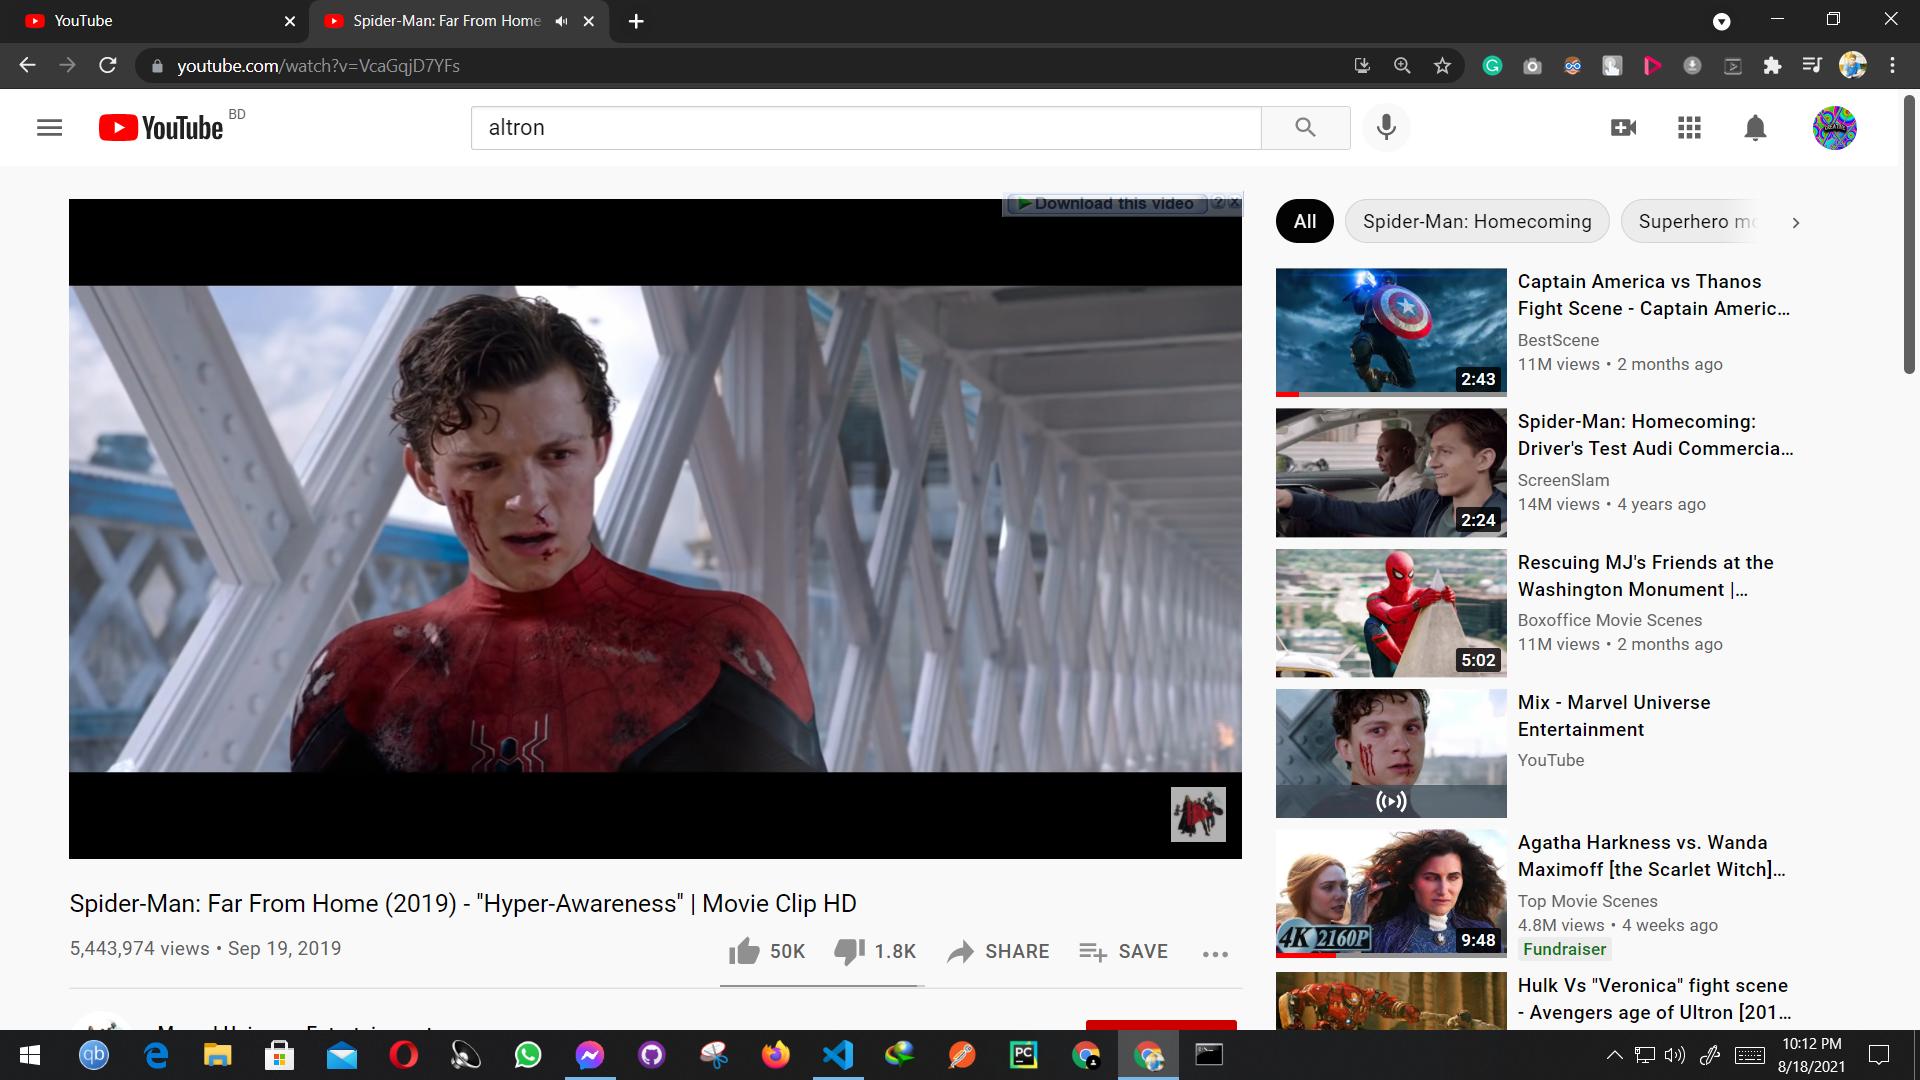 YouTube
Spider-Man: Far From Home
youtube.com/watch?v=VcaGqjD7YFs
YouTube BD
altron
Download this video
All
Spider-Man: Homecoming
Superhero mo
Captain America vs Thanos
Fight Scene - Captain Americ...
BestScene
11M views • 2 months ago
2:43
Spider-Man: Homecoming:
Driver's Test Audi Commercia...
ScreenSlam
14M views • 4 years ago
2:24
Rescuing MJ's Friends at the
Washington Monument |...
Boxoffice Movie Scenes
11M views • 2 months ago
5:02
Mix - Marvel Universe
Entertainment
YouTube
Agatha Harkness vs. Wanda
Maximoff [the Scarlet Witch]...
Top Movie Scenes
4.8M views • 4 weeks ago
Fundraiser
4K 2160P
9:48
Hulk Vs "Veronica" fight scene
- Avengers age of Ultron [201...
Spider-Man: Far From Home (2019) - "Hyper-Awareness" | Movie Clip HD
5,443,974 views • Sep 19, 2019
50K
1.8K
SHARE
SAVE
qb
PC
10:12 PM
8/18/2021